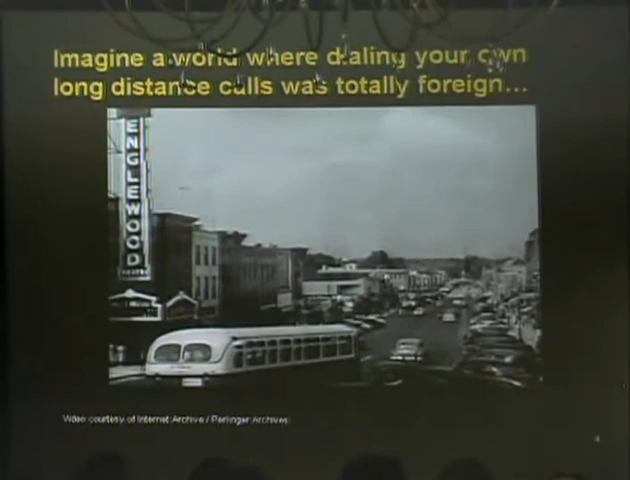 Imagine a world where dialing your own
long distance calls was totally foreign...
ENGLEWOOD
Video courtesy of Internet Archive / Perlinger Archives
4